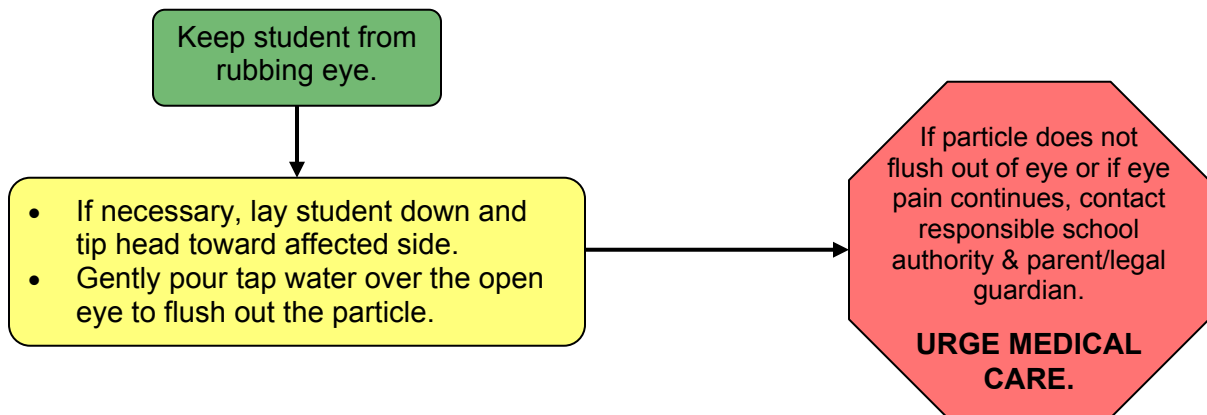 Keep student from
rubbing eye.
• If necessary, lay student down and
tip head toward affected side.
• Gently pour tap water over the open
eye to flush out the particle.
If particle does not
flush out of eye or if eye
pain continues, contact
responsible school
authority & parent/legal
guardian.
URGE MEDICAL
CARE.